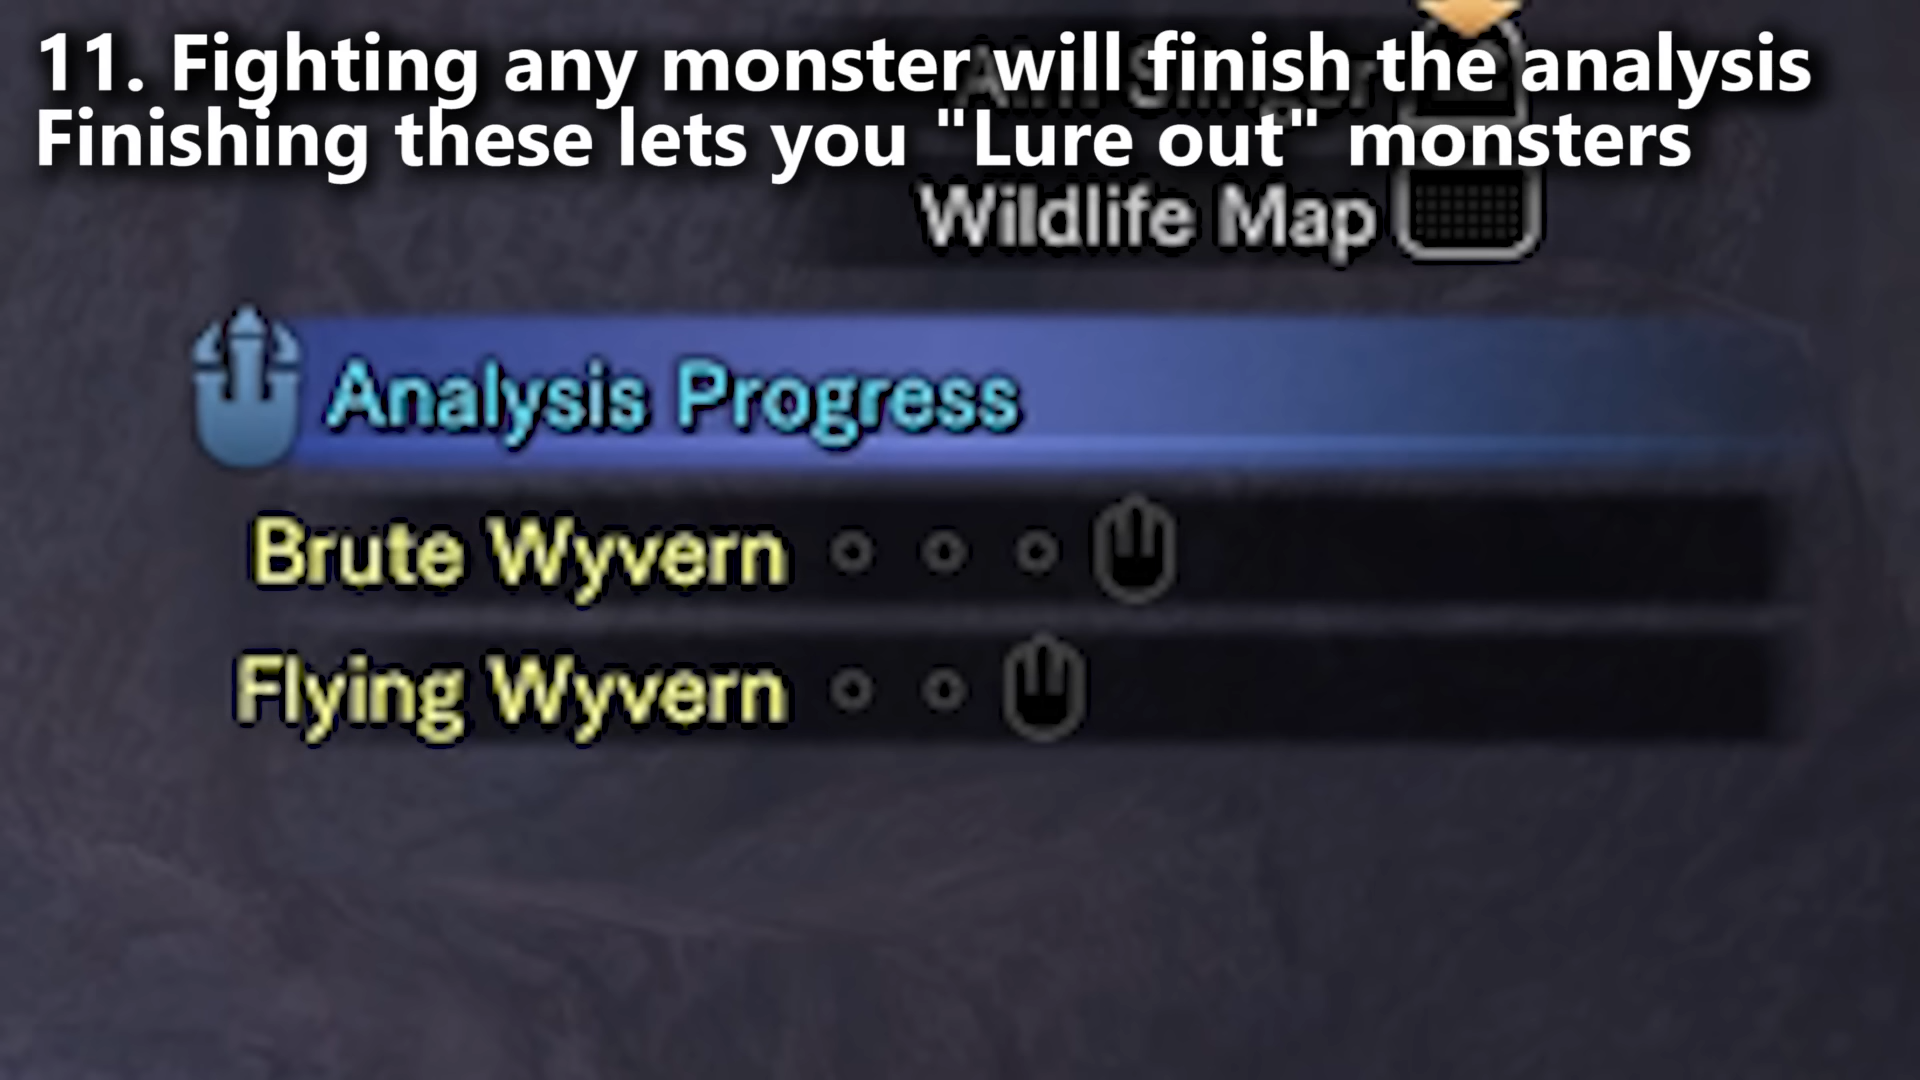 11. Fighting any monster will finish the analysis
Finishing these lets you "Lure out" monsters
Wildlife Map
Analysis Progress
Brute Wyvern
Flying Wyvern